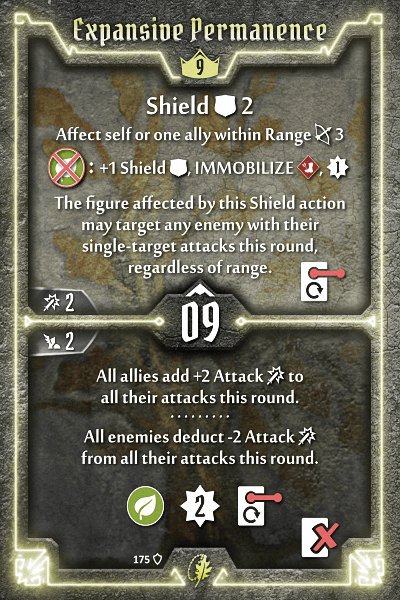 Expansive Permanence
9
Shield 2
Affect self or one ally within Range 3
: +1 Shield , IMMOBILIZE , 1
The figure affected by this Shield action
may target any enemy with their
single-target attacks this round,
regardless of range.
2
09
2
All allies add +2 Attack to
all their attacks this round.
All enemies deduct -2 Attack
from all their attacks this round.
2
175